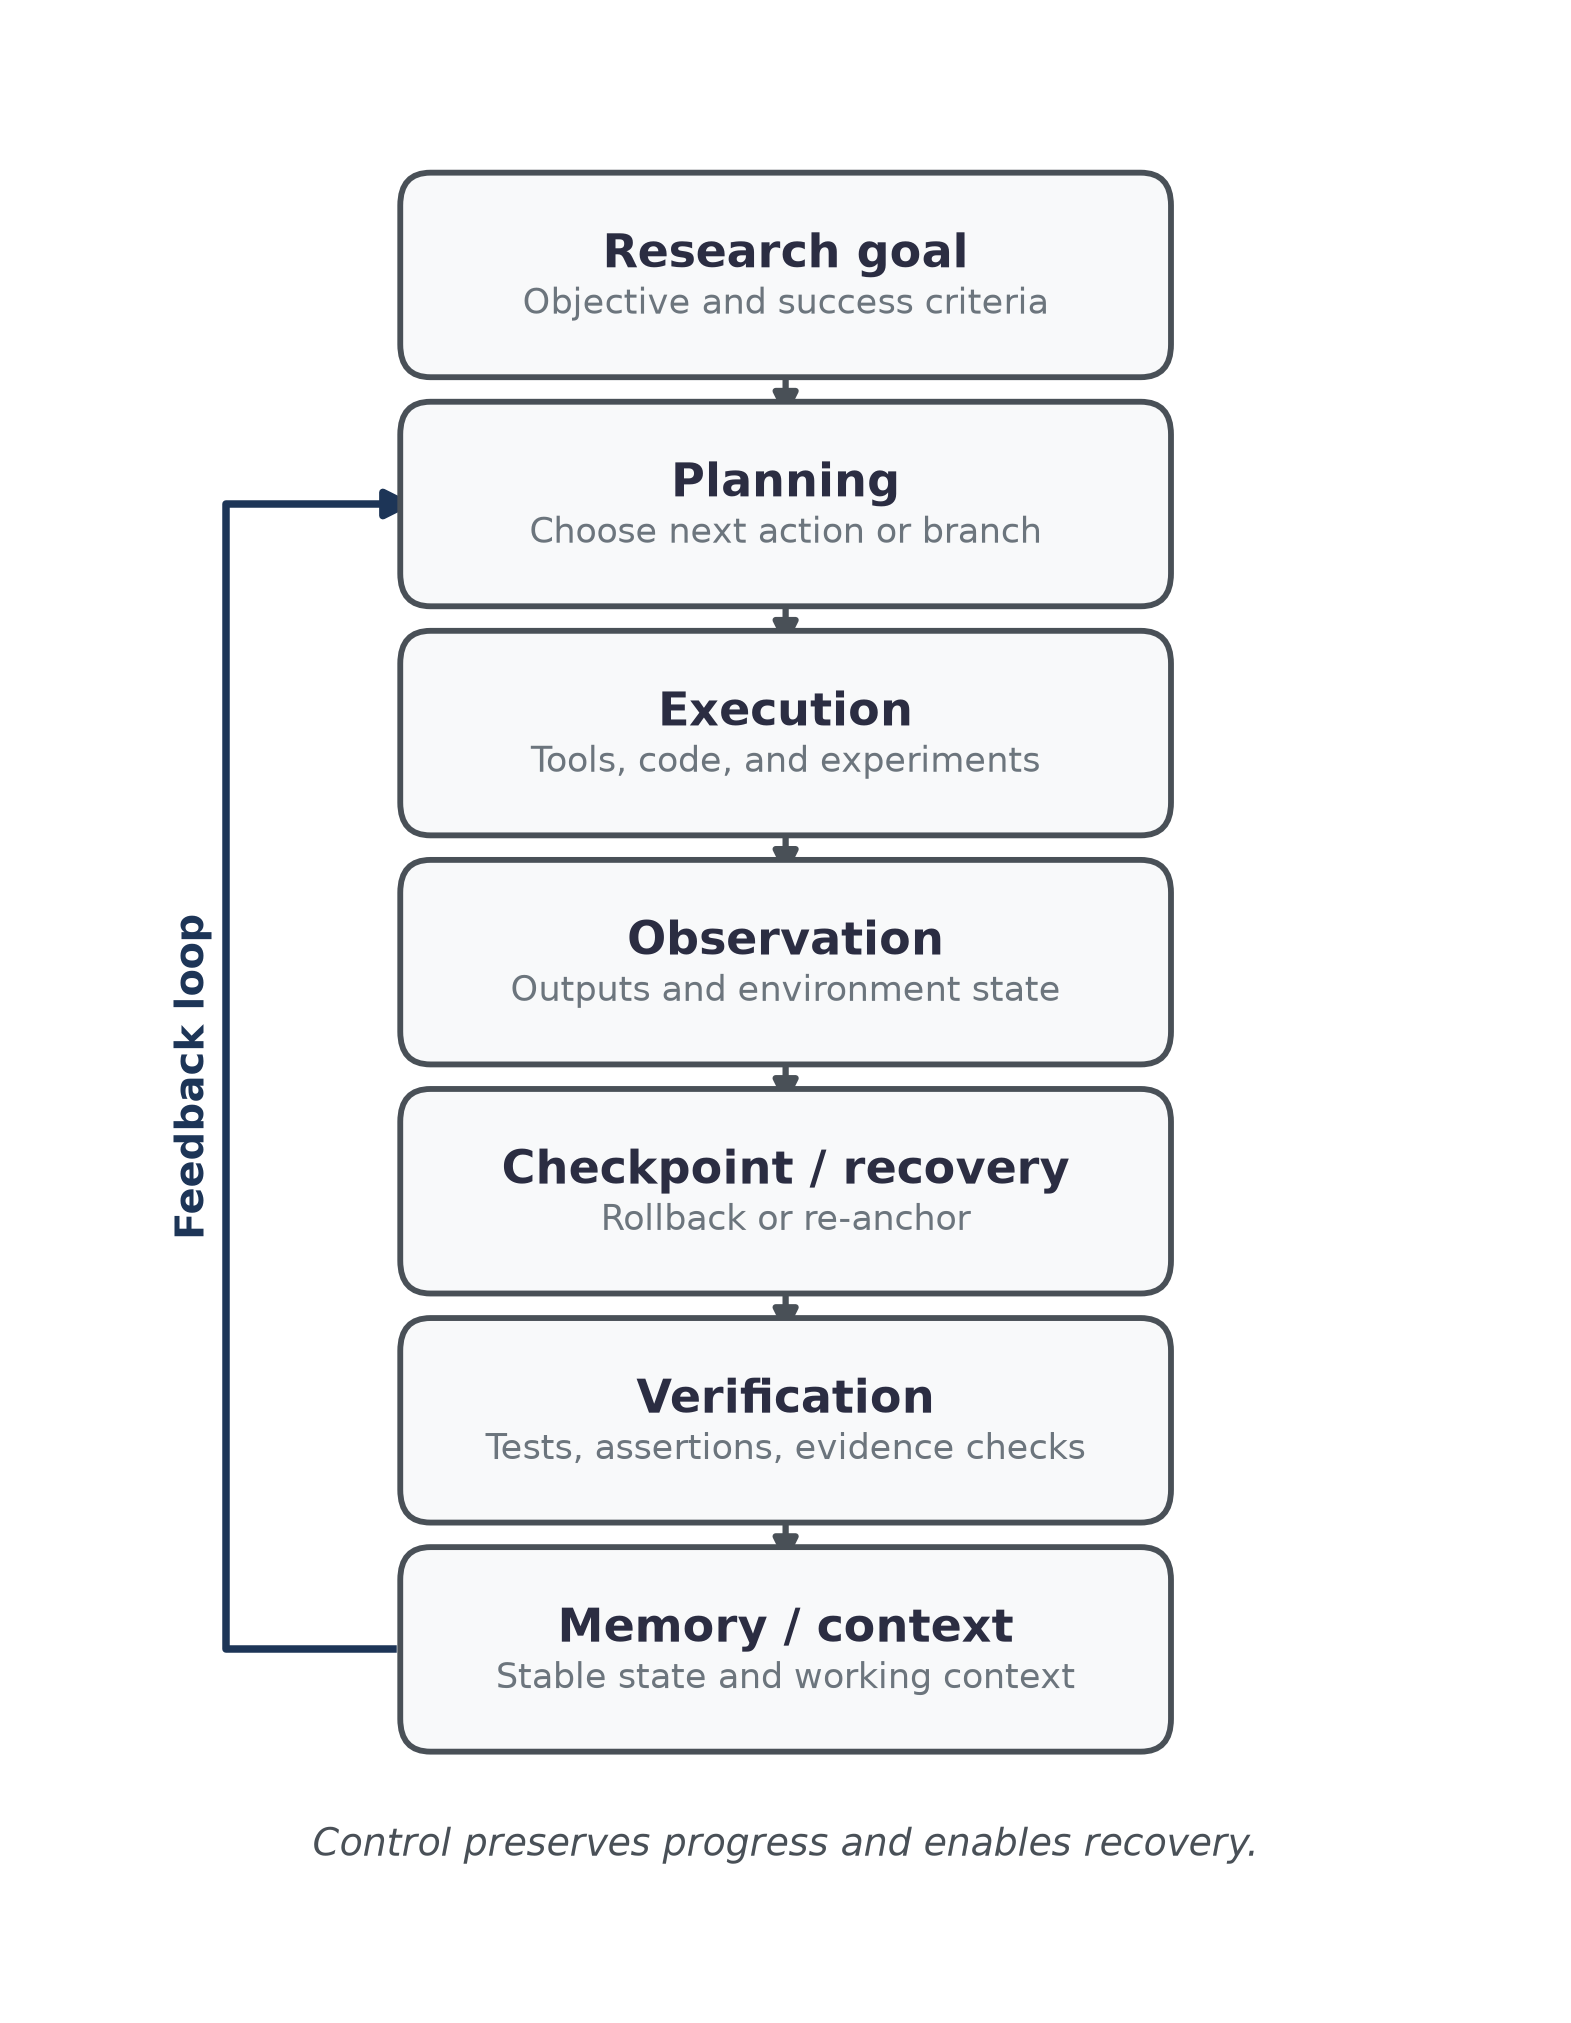 Research goal
Objective and success criteria
Planning
Choose next action or branch
Execution
Tools, code, and experiments
Observation
Outputs and environment state
Checkpoint / recovery
Rollback or re-anchor
Verification
Tests, assertions, evidence checks
Memory / context
Stable state and working context
Feedback loop
Control preserves progress and enables recovery.